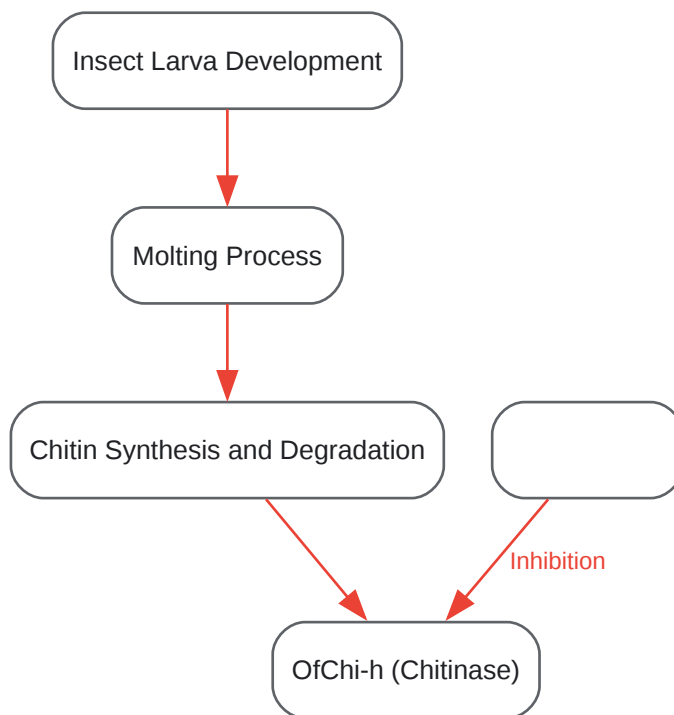 Insect Larva Development
Molting Process
Chitin Synthesis and Degradation
Inhibition
OfChi-h (Chitinase)